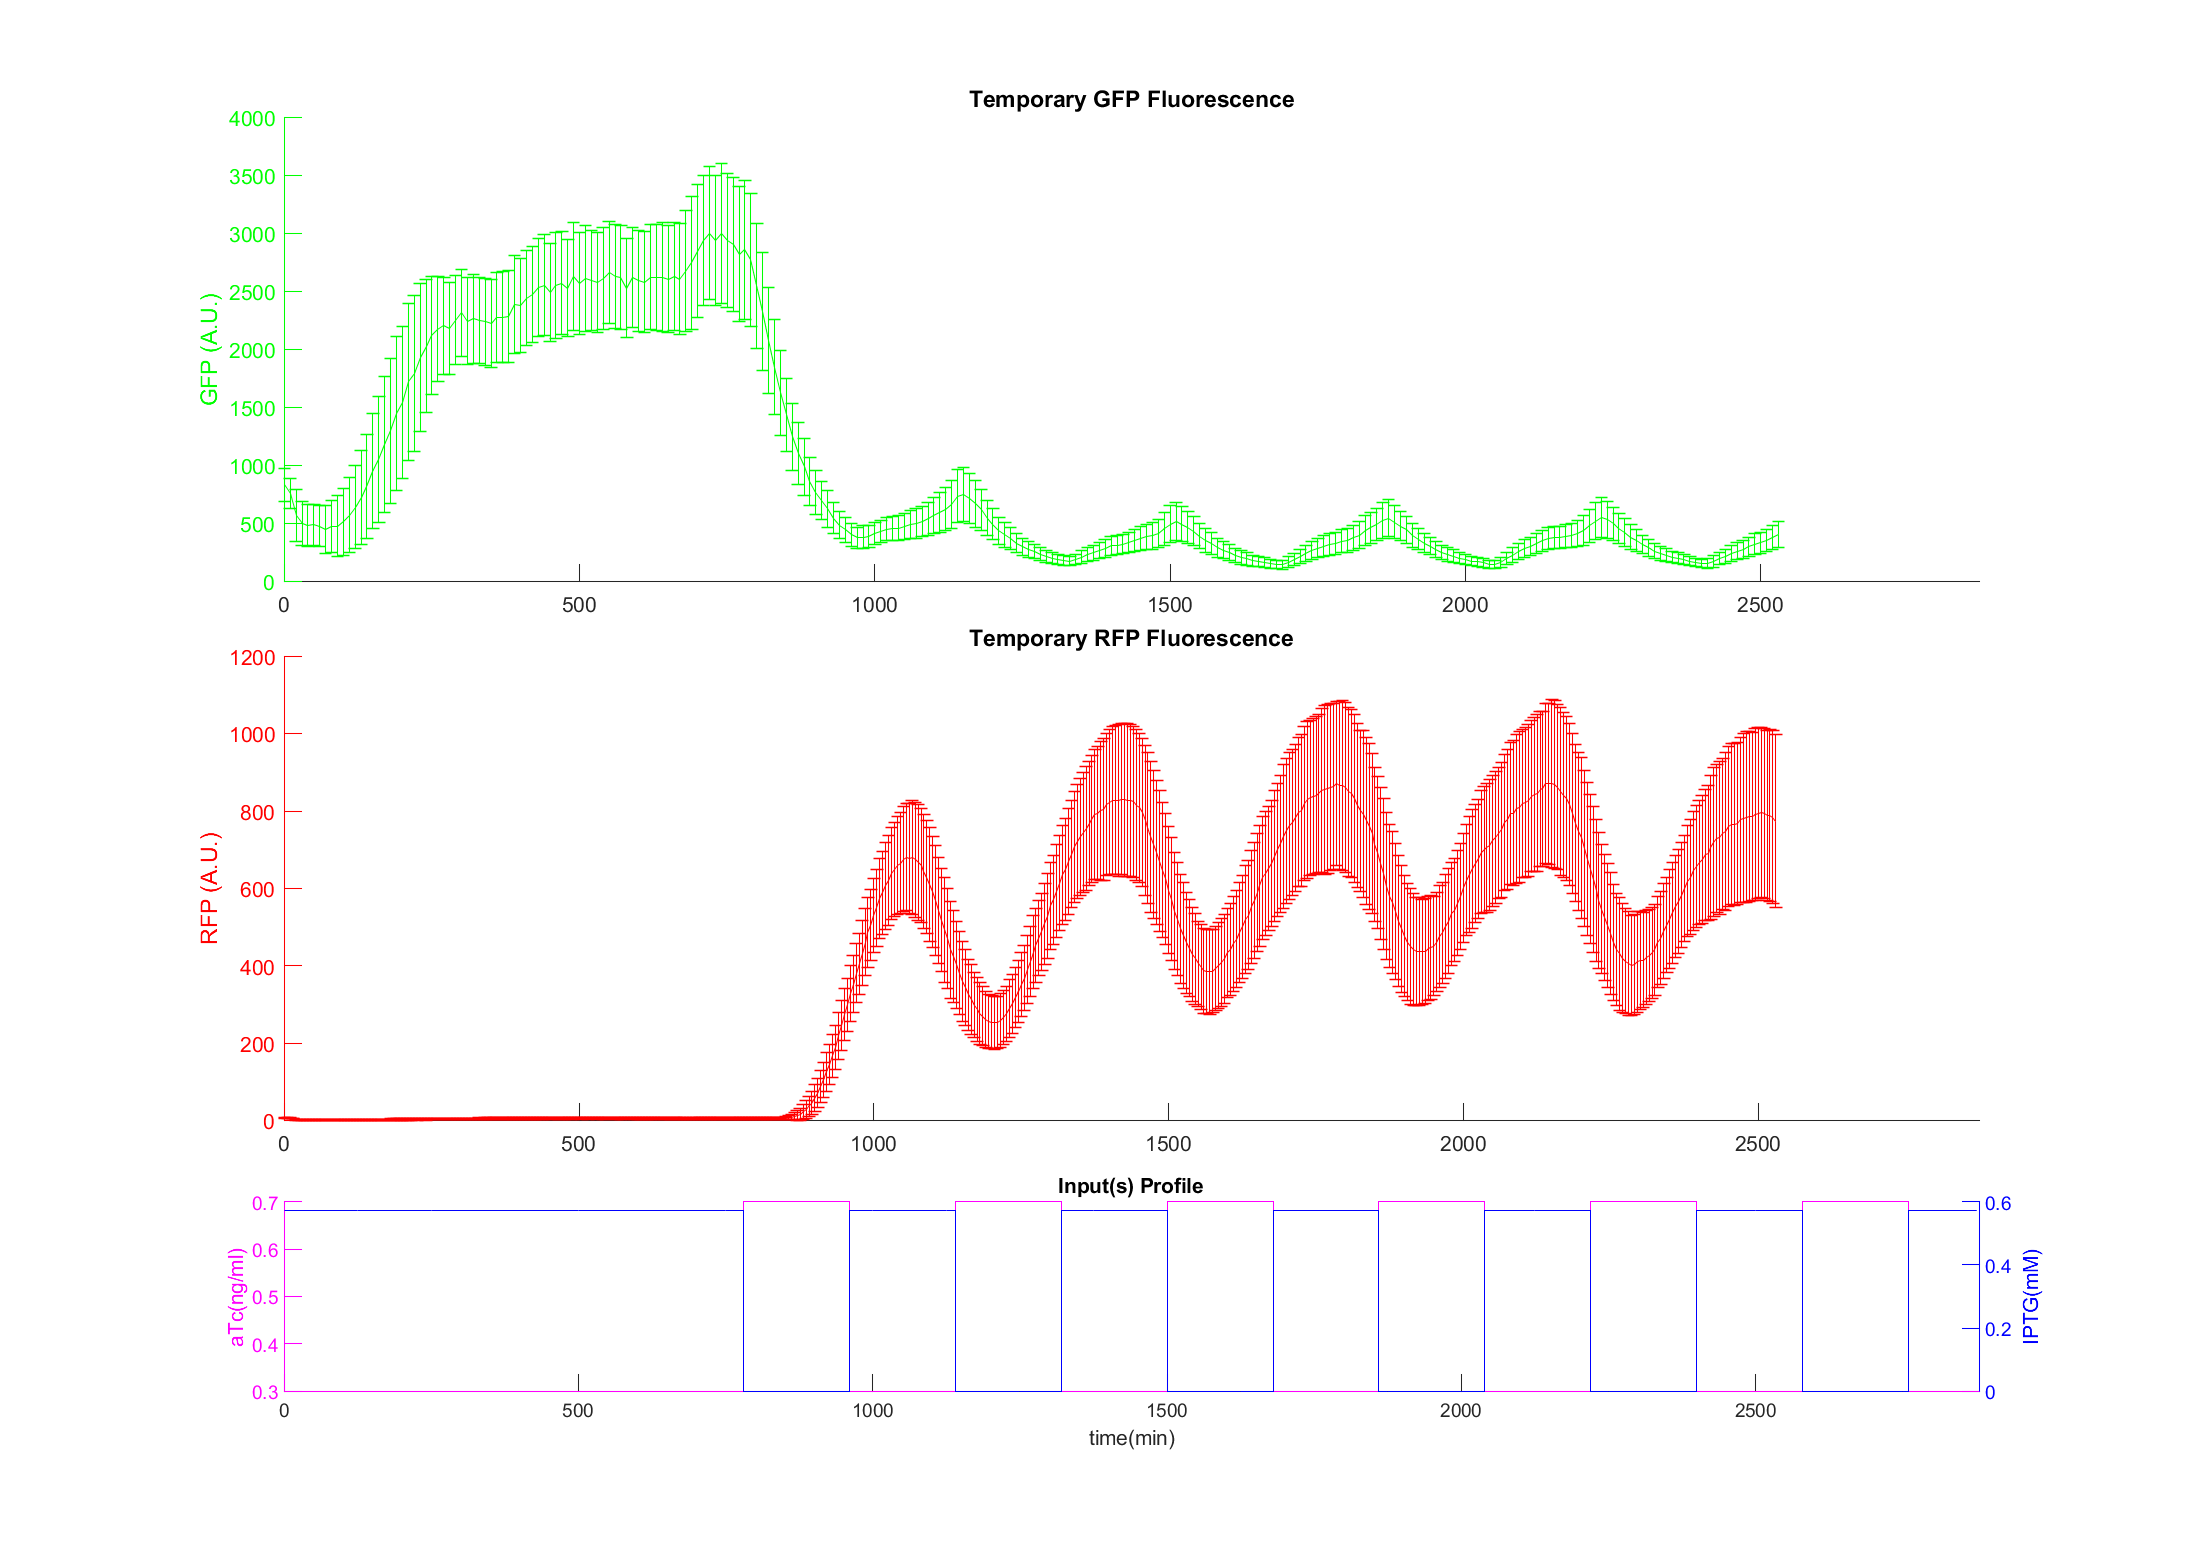 Temporary GFP Fluorescence
4000
3500
3000
2500
2000
1500
1000
500
0
GFP (A.U.)
0 500 1000 1500 2000 2500
Temporary RFP Fluorescence
1200
1000
800
600
400
200
0
RFP (A.U.)
0 500 1000 1500 2000 2500
Input(s) Profile
0.7
0.6
0.5
0.4
0.3
aTc(ng/ml)
0.6
0.4
0.2
0
IPTG(mM)
0 500 1000 1500 2000 2500
time(min)